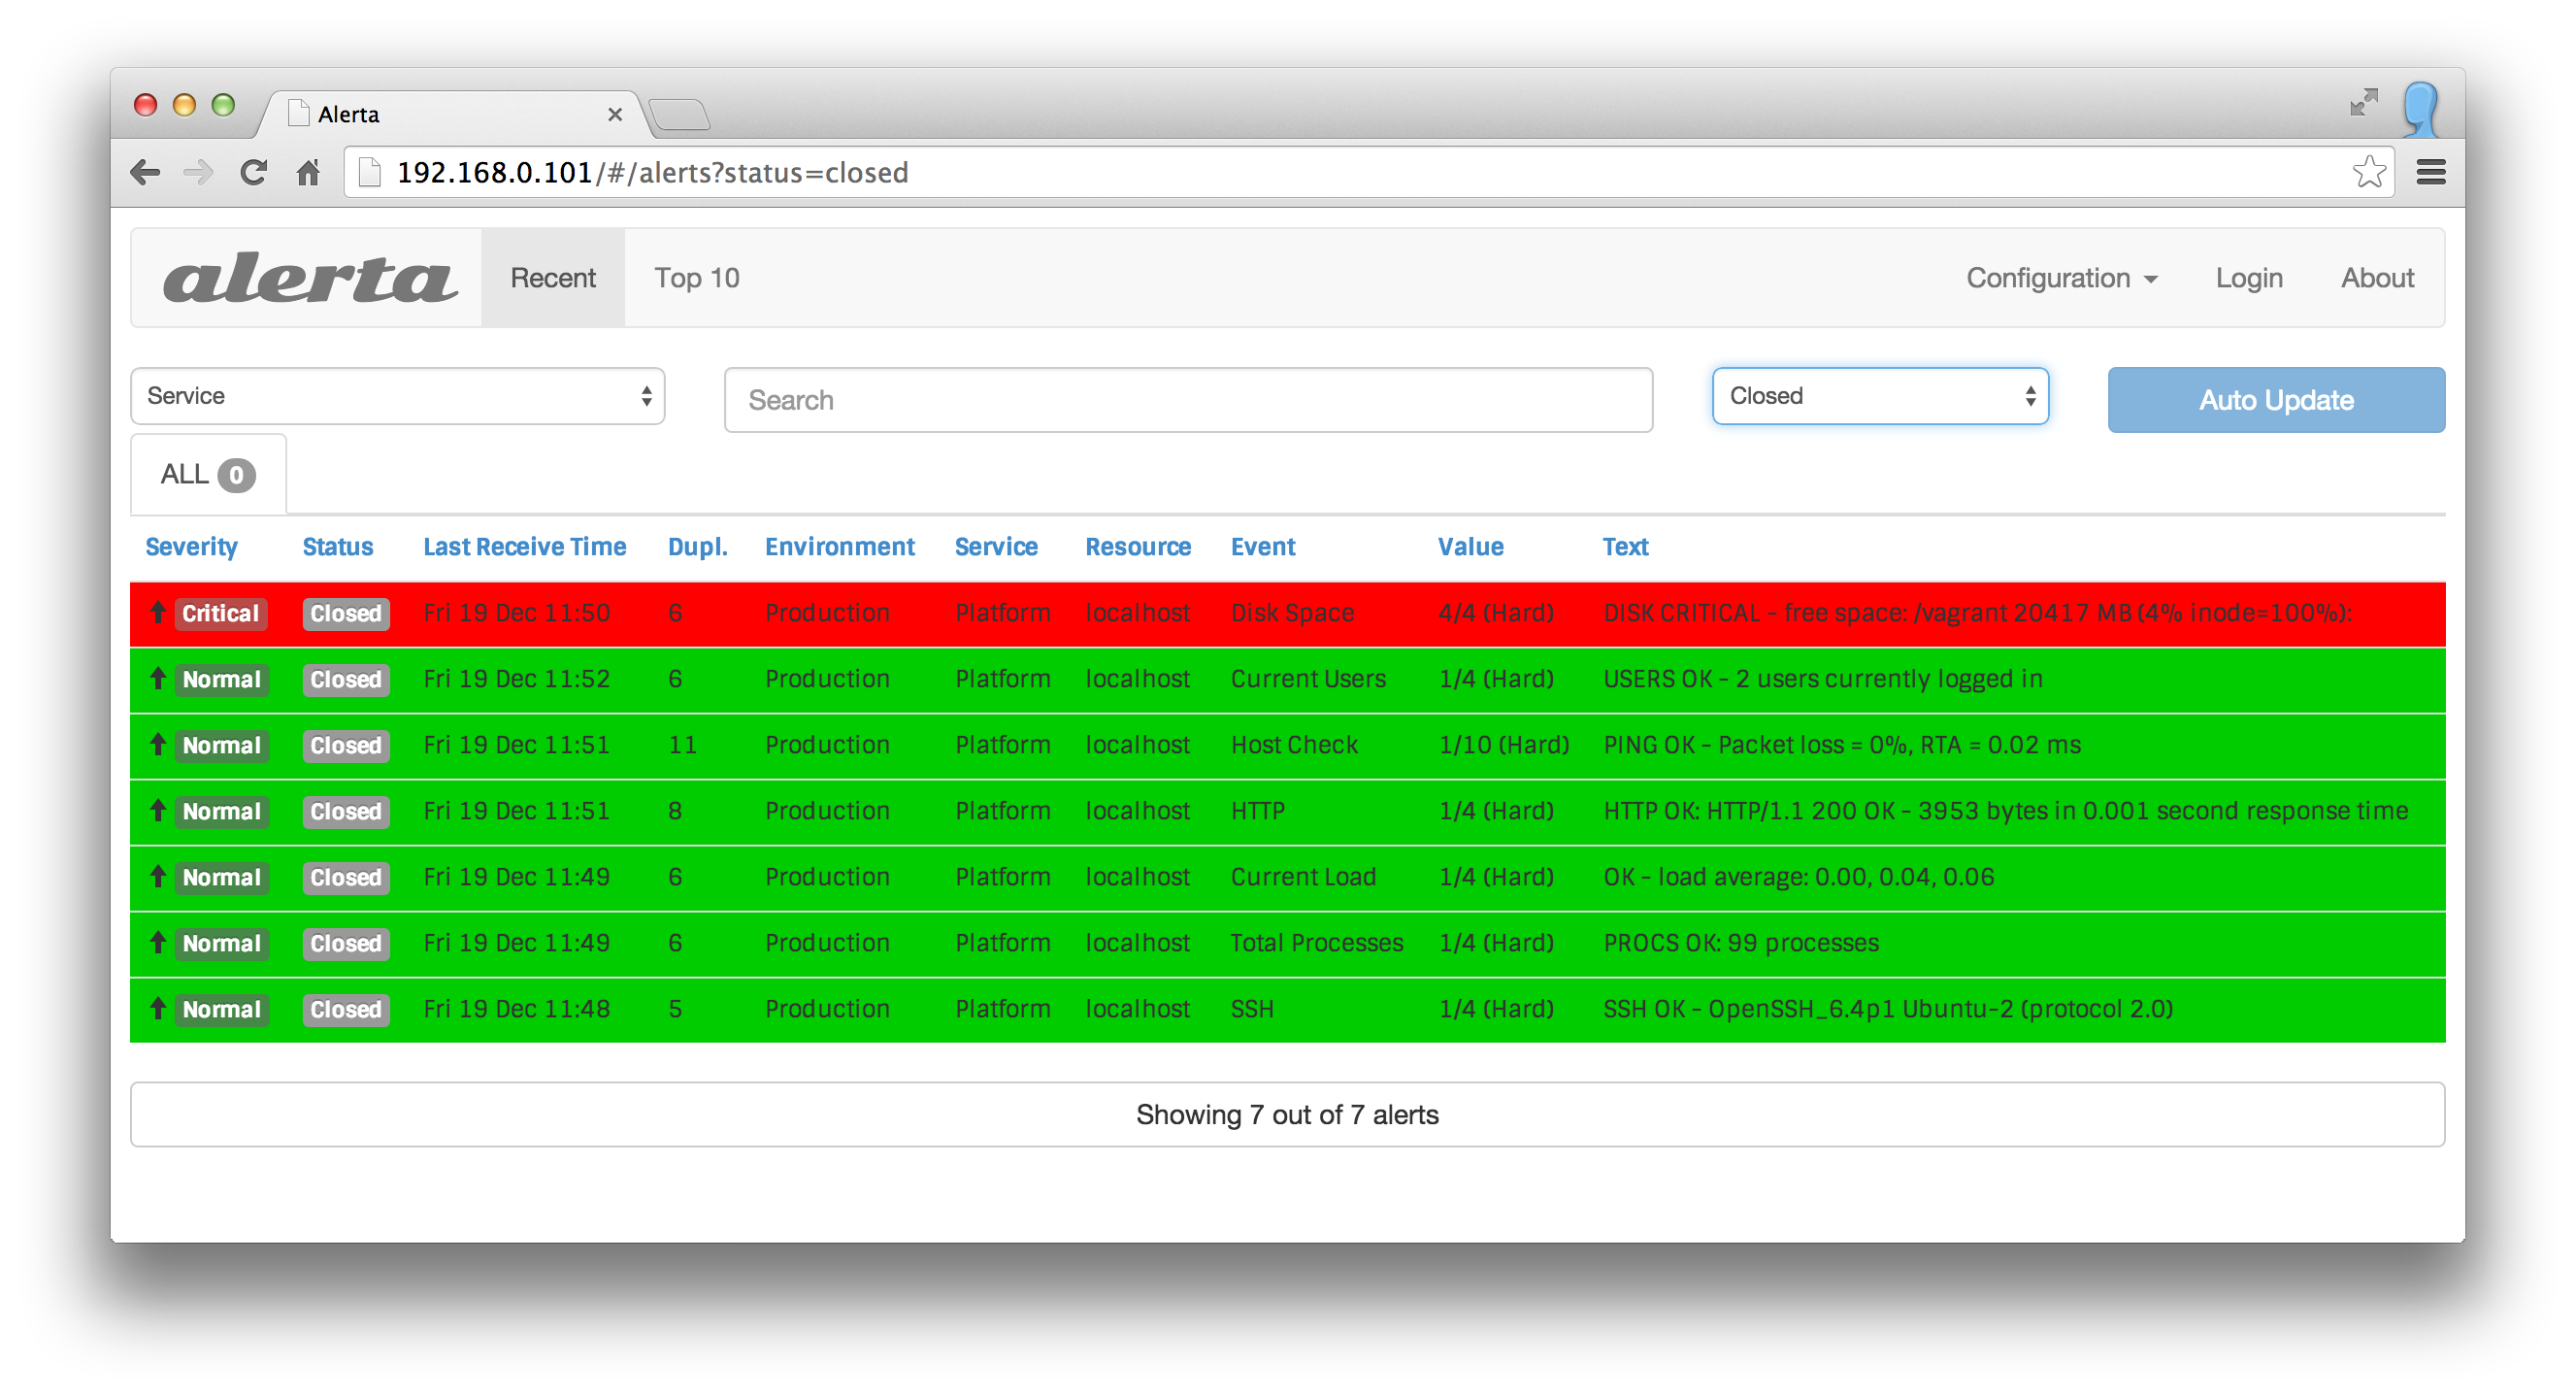 Alerta
192.168.0.101/#/alerts?status=closed
alerta Recent Top 10 Configuration Login About
Service Search Closed Auto Update
ALL 0
Severity Status Last Receive Time Dupl. Environment Service Resource Event Value Text
Critical Closed Fri 19 Dec 11:50 6 Production Platform localhost Disk Space 4/4 (Hard) DISK CRITICAL - free space: /vagrant 20417 MB (4% inode=100%):
Normal Closed Fri 19 Dec 11:52 6 Production Platform localhost Current Users 1/4 (Hard) USERS OK - 2 users currently logged in
Normal Closed Fri 19 Dec 11:51 11 Production Platform localhost Host Check 1/10 (Hard) PING OK - Packet loss = 0%, RTA = 0.02 ms
Normal Closed Fri 19 Dec 11:51 8 Production Platform localhost HTTP 1/4 (Hard) HTTP OK: HTTP/1.1 200 OK - 3953 bytes in 0.001 second response time
Normal Closed Fri 19 Dec 11:49 6 Production Platform localhost Current Load 1/4 (Hard) OK - load average: 0.00, 0.04, 0.06
Normal Closed Fri 19 Dec 11:49 6 Production Platform localhost Total Processes 1/4 (Hard) PROCS OK: 99 processes
Normal Closed Fri 19 Dec 11:48 5 Production Platform localhost SSH 1/4 (Hard) SSH OK - OpenSSH_6.4p1 Ubuntu-2 (protocol 2.0)
Showing 7 out of 7 alerts